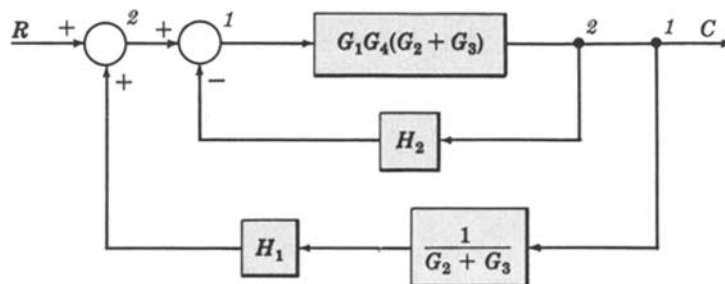 R + 2 + 1 G₁G₄(G₂ + G₃) 2 1 C
+ −
H₂
H₁ 1
G₂ + G₃